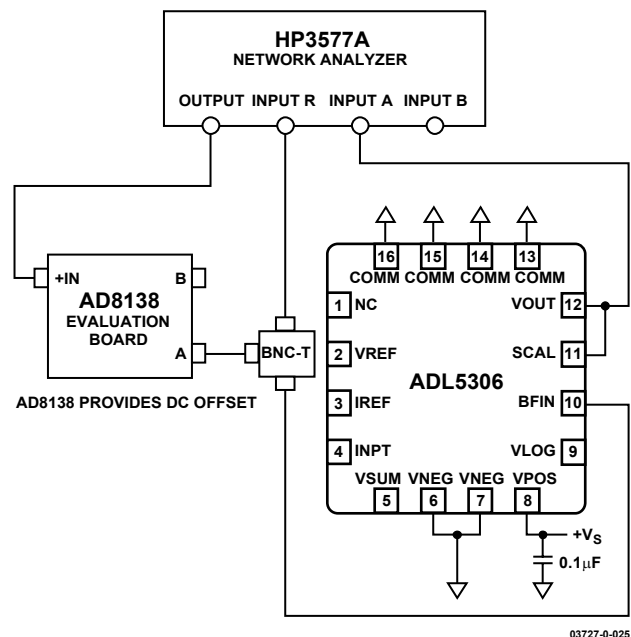 HP3577A
NETWORK ANALYZER
OUTPUT INPUT R INPUT A INPUT B
16 15 14 13
COMM COMM COMM COMM
+IN B
AD8138
EVALUATION
BOARD
A
BNC-T
AD8138 PROVIDES DC OFFSET
1 NC VOUT 12
2 VREF SCAL 11
ADL5306
3 IREF BFIN 10
4 INPT VLOG 9
VSUM VNEG VNEG VPOS
5 6 7 8
+VS
0.1μF
03727-0-025